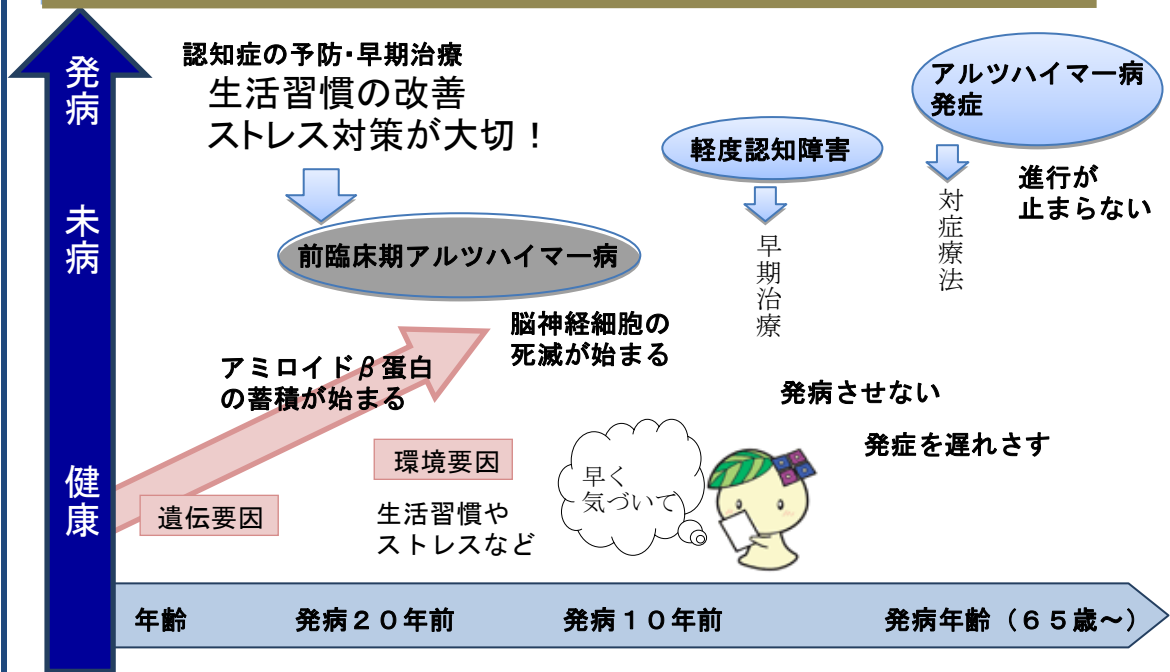 発病
未病
健康
認知症の予防・早期治療
生活習慣の改善
ストレス対策が大切！
前臨床期アルツハイマー病
軽度認知障害
早期治療
アルツハイマー病
発症
対症療法
進行が
止まらない
脳神経細胞の
死滅が始まる
アミロイドβ蛋白
の蓄積が始まる
発病させない
発症を遅れさす
環境要因
生活習慣や
ストレスなど
遺伝要因
早く
気づいて
年齢
発病２０年前
発病１０年前
発病年齢（６５歳～）